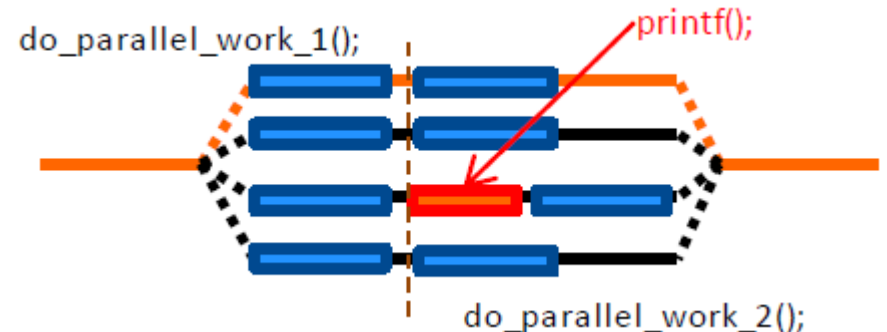 printf();
do_parallel_work_1();
do_parallel_work_2();